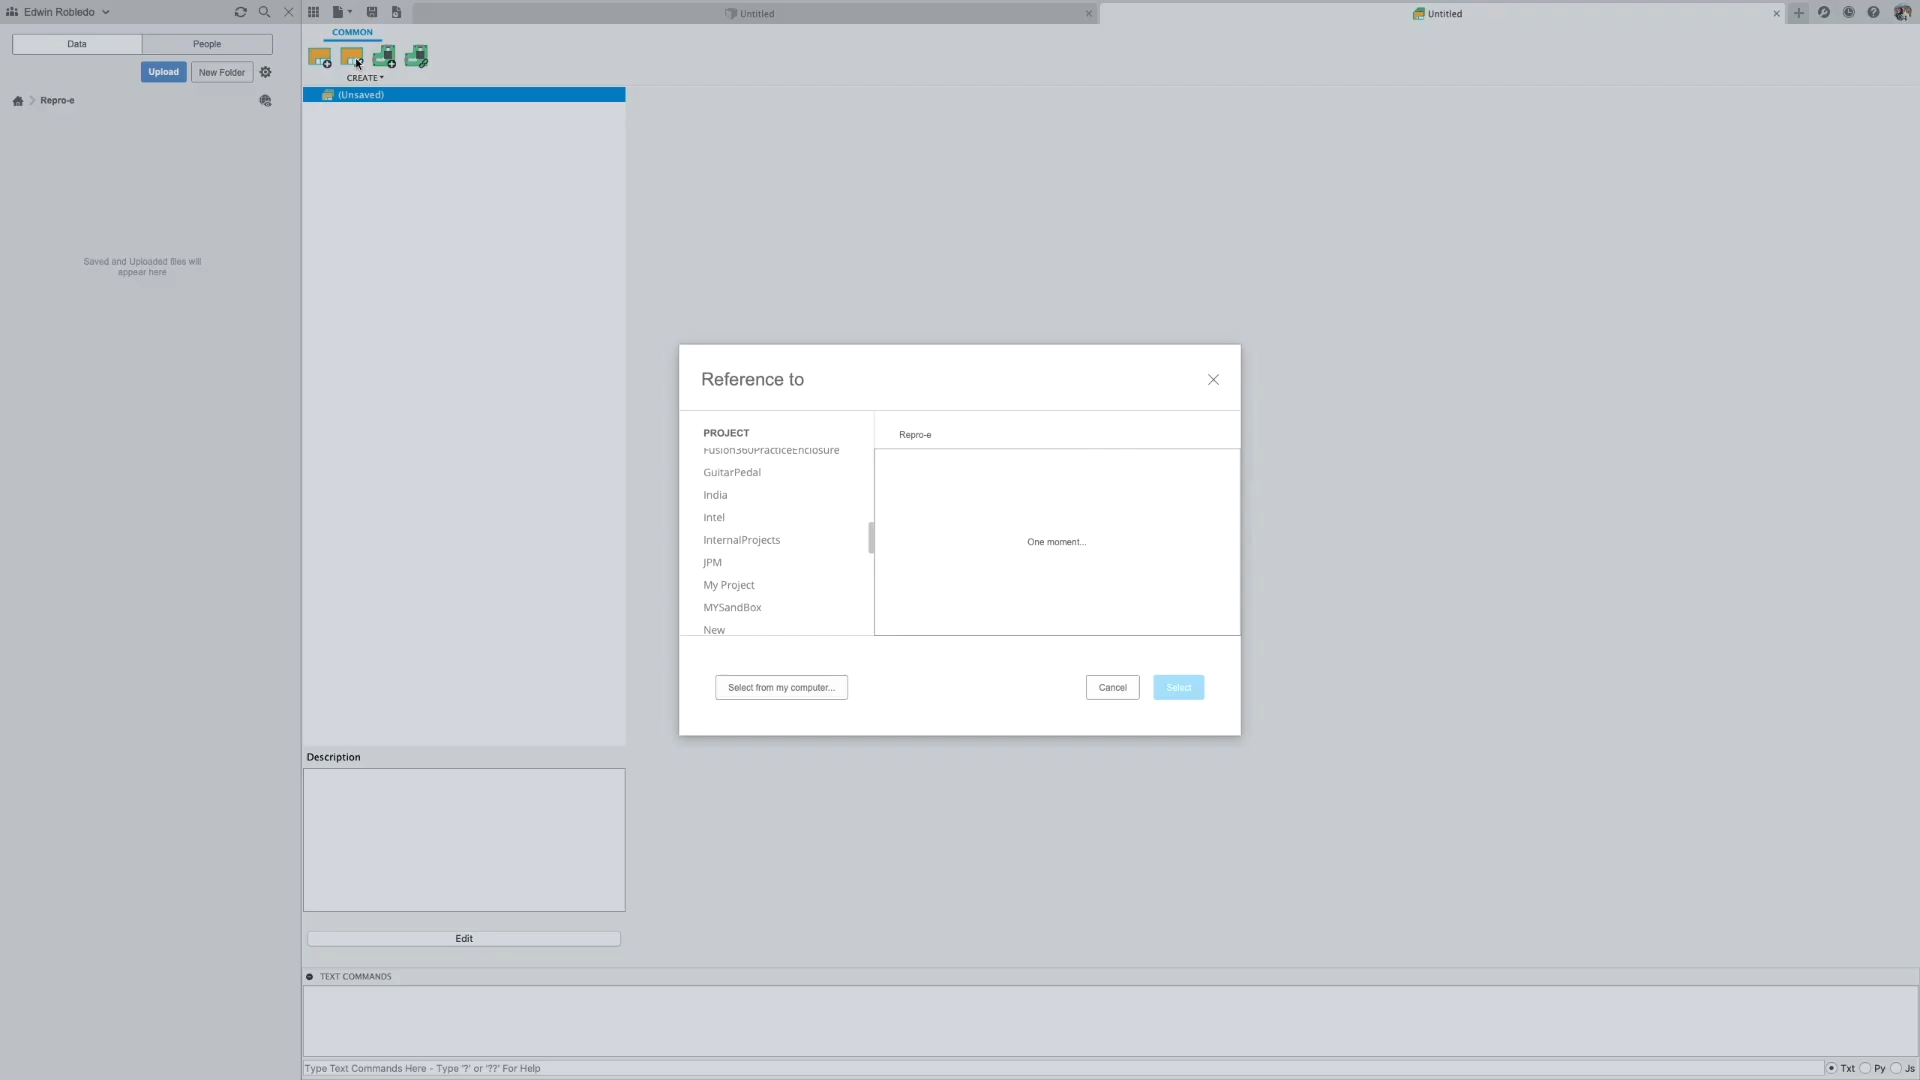 Edwin Robledo
Untitled
Untitled
Data
People
COMMON
Upload
New Folder
CREATE
Repro-e
(Unsaved)
Saved and Uploaded files will
appear here
Reference to
PROJECT
Repro-e
Fusion360PracticeEnclosure
GuitarPedal
India
Intel
InternalProjects
JPM
My Project
MYSandBox
New
One moment...
Select from my computer...
Cancel
Select
Description
Edit
TEXT COMMANDS
Type Text Commands Here - Type '?' or '??' For Help
Txt
Py
Js